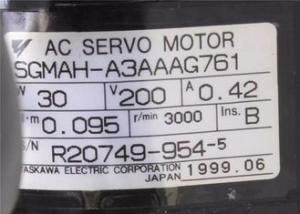 AC SERVO MOTOR
SGMAH-A3AAAG761
W 30 V 200 A 0.42
N·m 0.095 r/min 3000 Ins. B
S/N R20749-954-5
YASKAWA ELECTRIC CORPORATION
JAPAN 1999.06